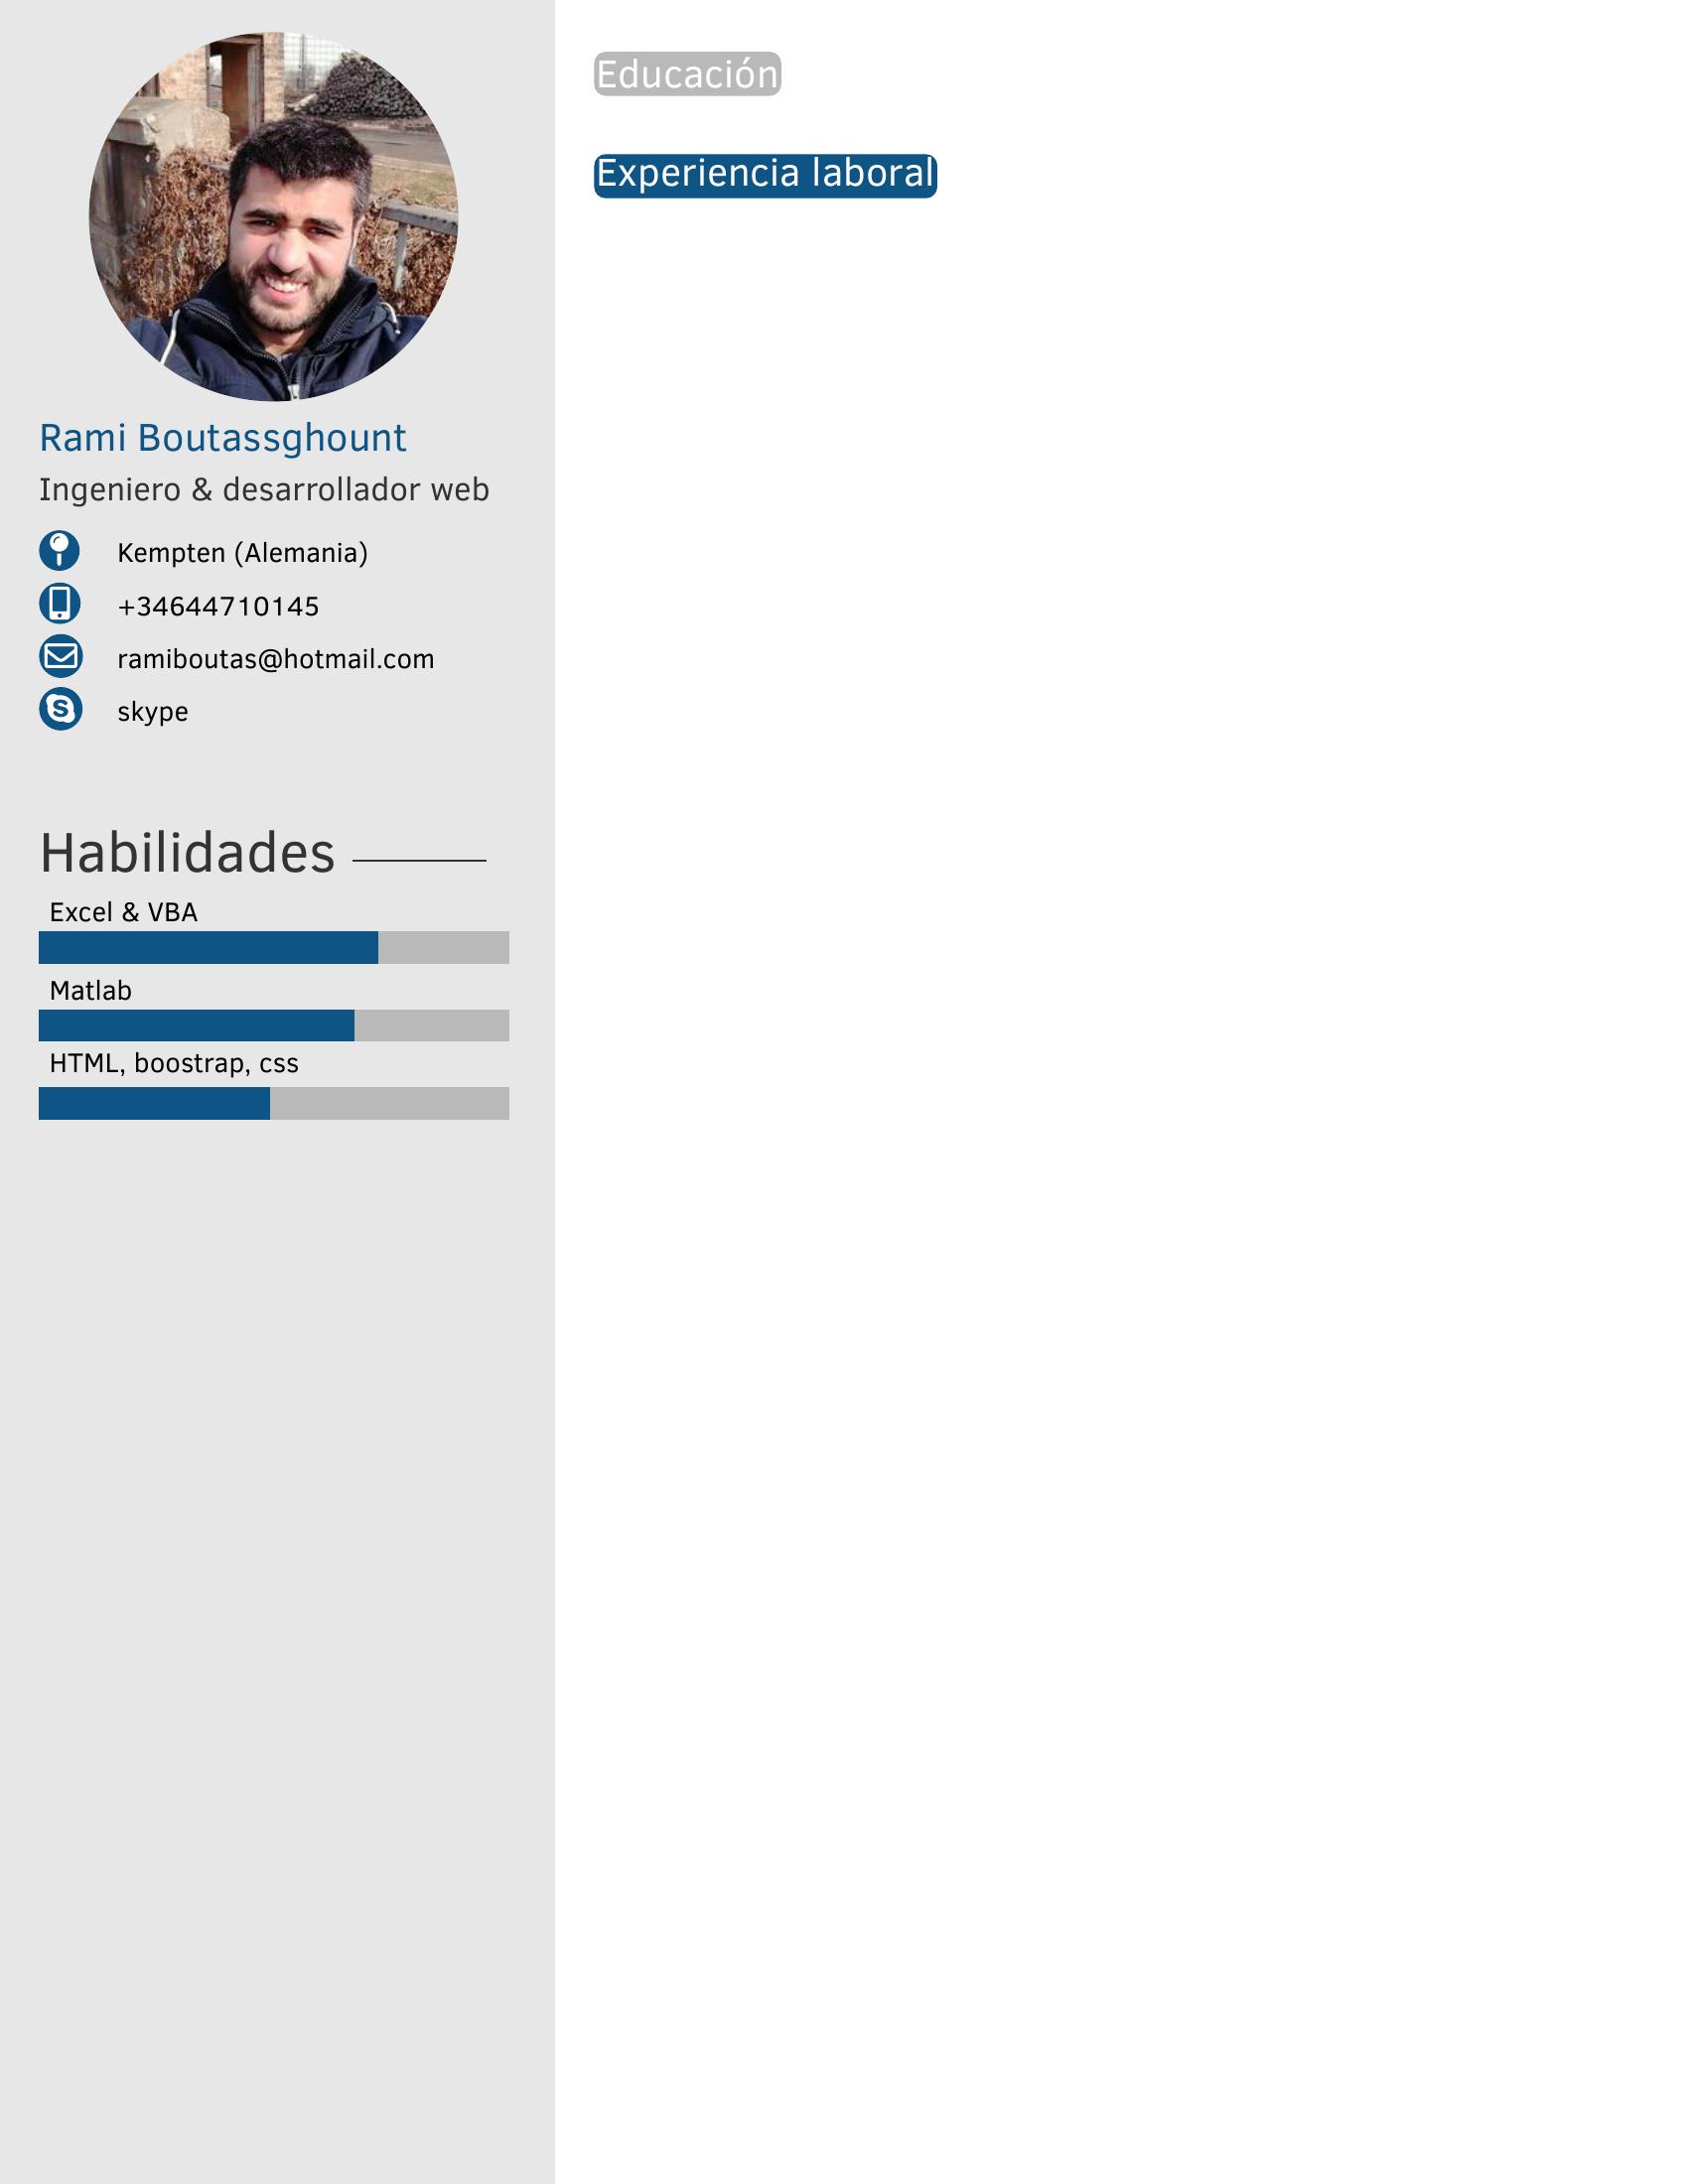 Rami Boutassghount
Ingeniero & desarrollador web
Kempten (Alemania)
+34644710145
ramiboutas@hotmail.com
skype
Habilidades
Excel & VBA
Matlab
HTML, boostrap, css
Educación
Experiencia laboral